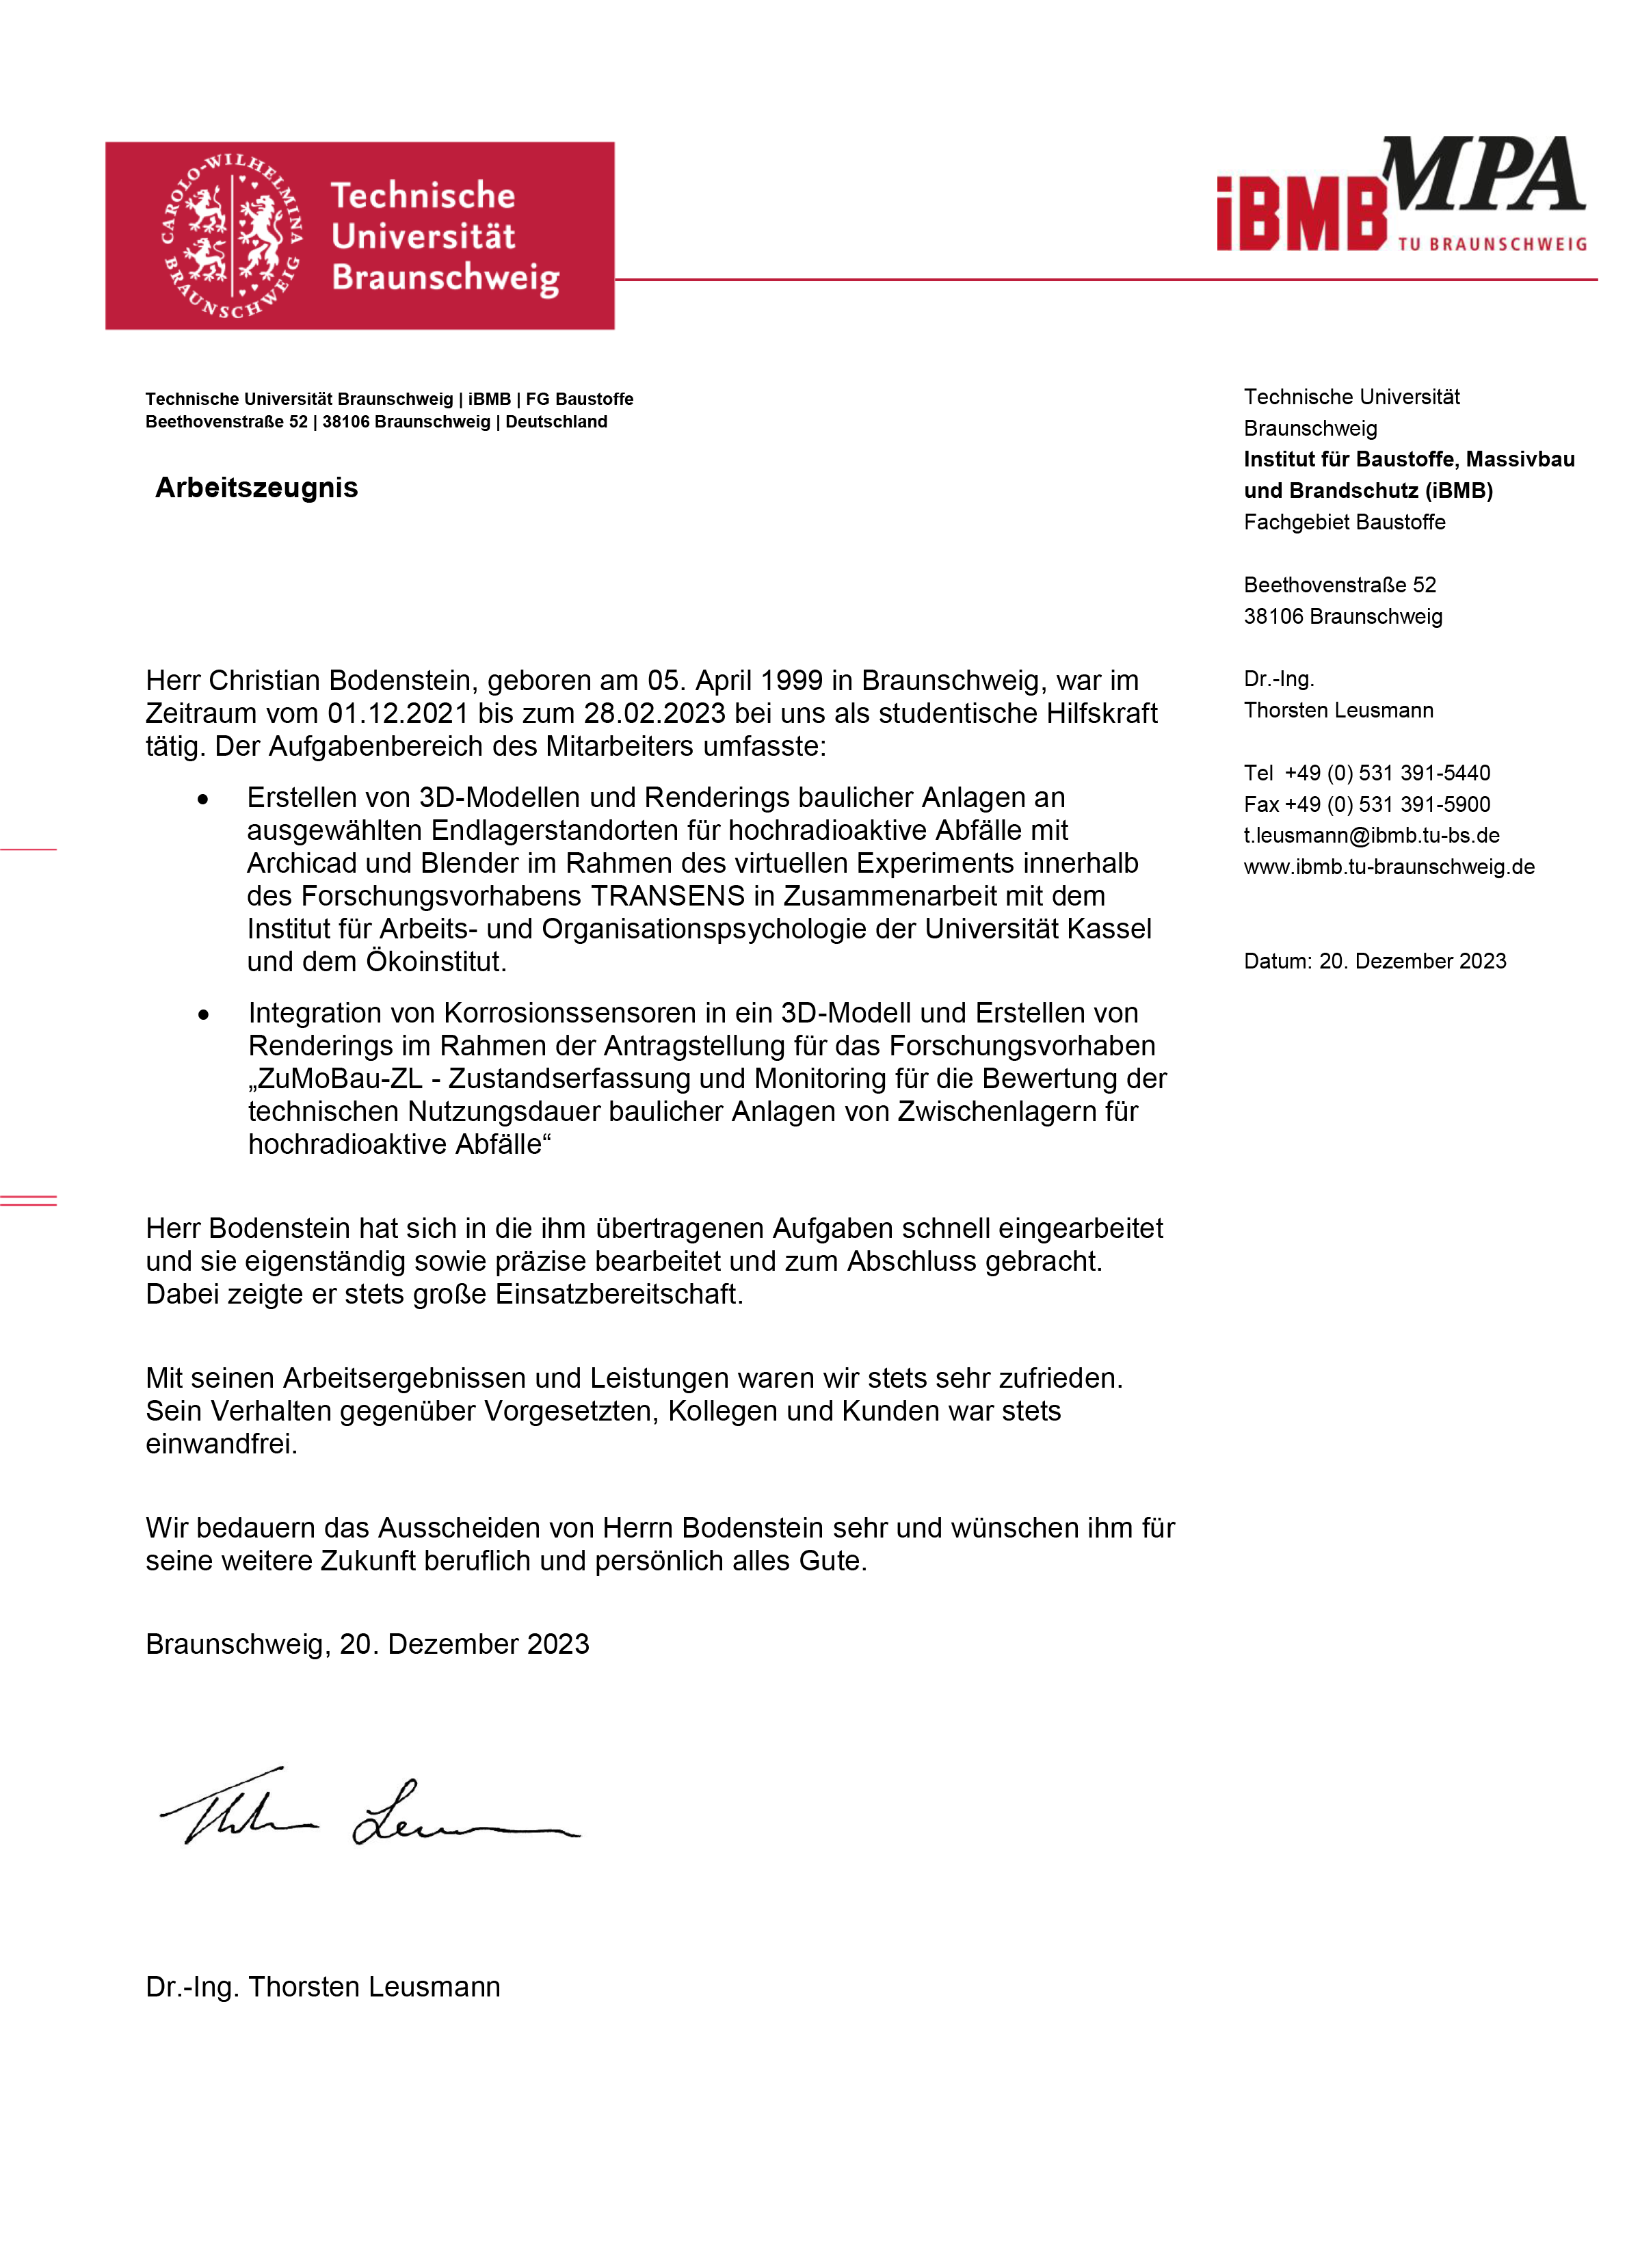 CAROLO-WILHELMINA
BRAUNSCHWEIG
Technische
Universität
Braunschweig
iBMB MPA
TU BRAUNSCHWEIG
Technische Universität Braunschweig | iBMB | FG Baustoffe
Beethovenstraße 52 | 38106 Braunschweig | Deutschland
Arbeitszeugnis
Technische Universität
Braunschweig
Institut für Baustoffe, Massivbau
und Brandschutz (iBMB)
Fachgebiet Baustoffe
Beethovenstraße 52
38106 Braunschweig
Dr.-Ing.
Thorsten Leusmann
Tel +49 (0) 531 391-5440
Fax +49 (0) 531 391-5900
t.leusmann@ibmb.tu-bs.de
www.ibmb.tu-braunschweig.de
Datum: 20. Dezember 2023
Herr Christian Bodenstein, geboren am 05. April 1999 in Braunschweig, war im
Zeitraum vom 01.12.2021 bis zum 28.02.2023 bei uns als studentische Hilfskraft
tätig. Der Aufgabenbereich des Mitarbeiters umfasste:
• Erstellen von 3D-Modellen und Renderings baulicher Anlagen an
ausgewählten Endlagerstandorten für hochradioaktive Abfälle mit
Archicad und Blender im Rahmen des virtuellen Experiments innerhalb
des Forschungsvorhabens TRANSENS in Zusammenarbeit mit dem
Institut für Arbeits- und Organisationspsychologie der Universität Kassel
und dem Ökoinstitut.
• Integration von Korrosionssensoren in ein 3D-Modell und Erstellen von
Renderings im Rahmen der Antragstellung für das Forschungsvorhaben
„ZuMoBau-ZL - Zustandserfassung und Monitoring für die Bewertung der
technischen Nutzungsdauer baulicher Anlagen von Zwischenlagern für
hochradioaktive Abfälle“
Herr Bodenstein hat sich in die ihm übertragenen Aufgaben schnell eingearbeitet
und sie eigenständig sowie präzise bearbeitet und zum Abschluss gebracht.
Dabei zeigte er stets große Einsatzbereitschaft.
Mit seinen Arbeitsergebnissen und Leistungen waren wir stets sehr zufrieden.
Sein Verhalten gegenüber Vorgesetzten, Kollegen und Kunden war stets
einwandfrei.
Wir bedauern das Ausscheiden von Herrn Bodenstein sehr und wünschen ihm für
seine weitere Zukunft beruflich und persönlich alles Gute.
Braunschweig, 20. Dezember 2023
Dr.-Ing. Thorsten Leusmann